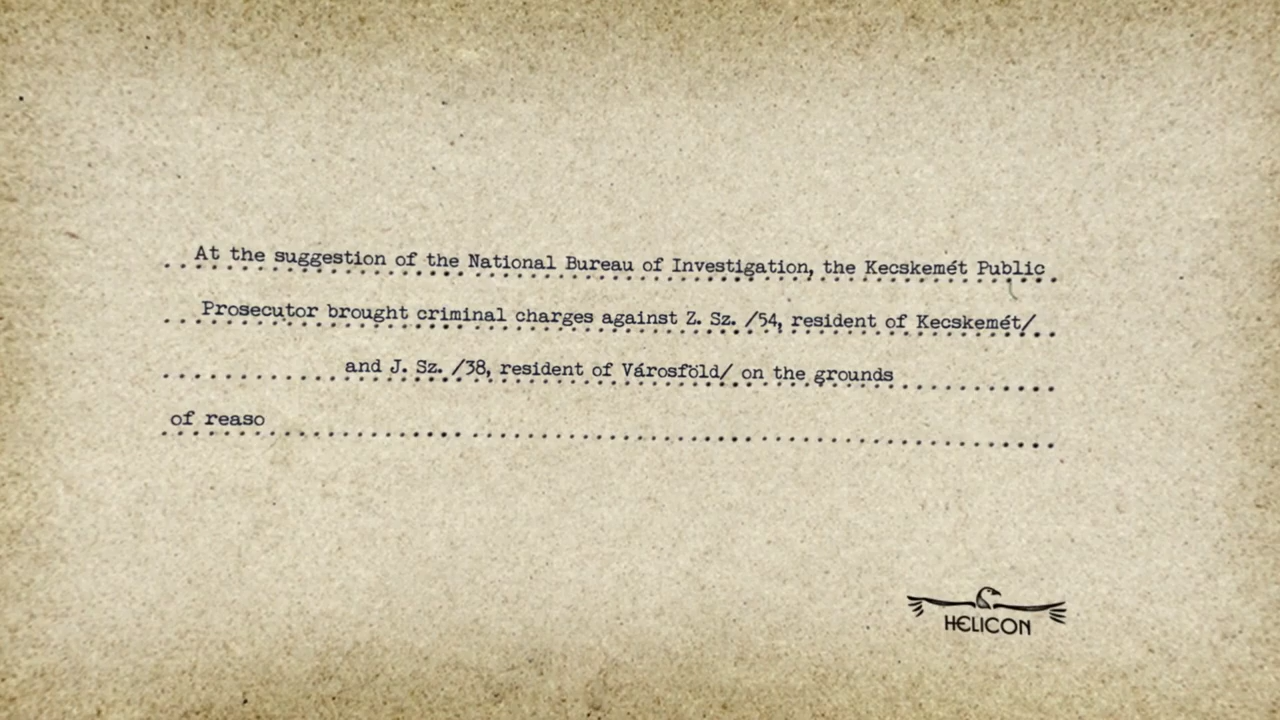 At the suggestion of the National Bureau of Investigation, the Kecskemét Public
Prosecutor brought criminal charges against Z. Sz. /54, resident of Kecskemét/
and J. Sz. /38, resident of Városföld/ on the grounds
of reaso
HELICON